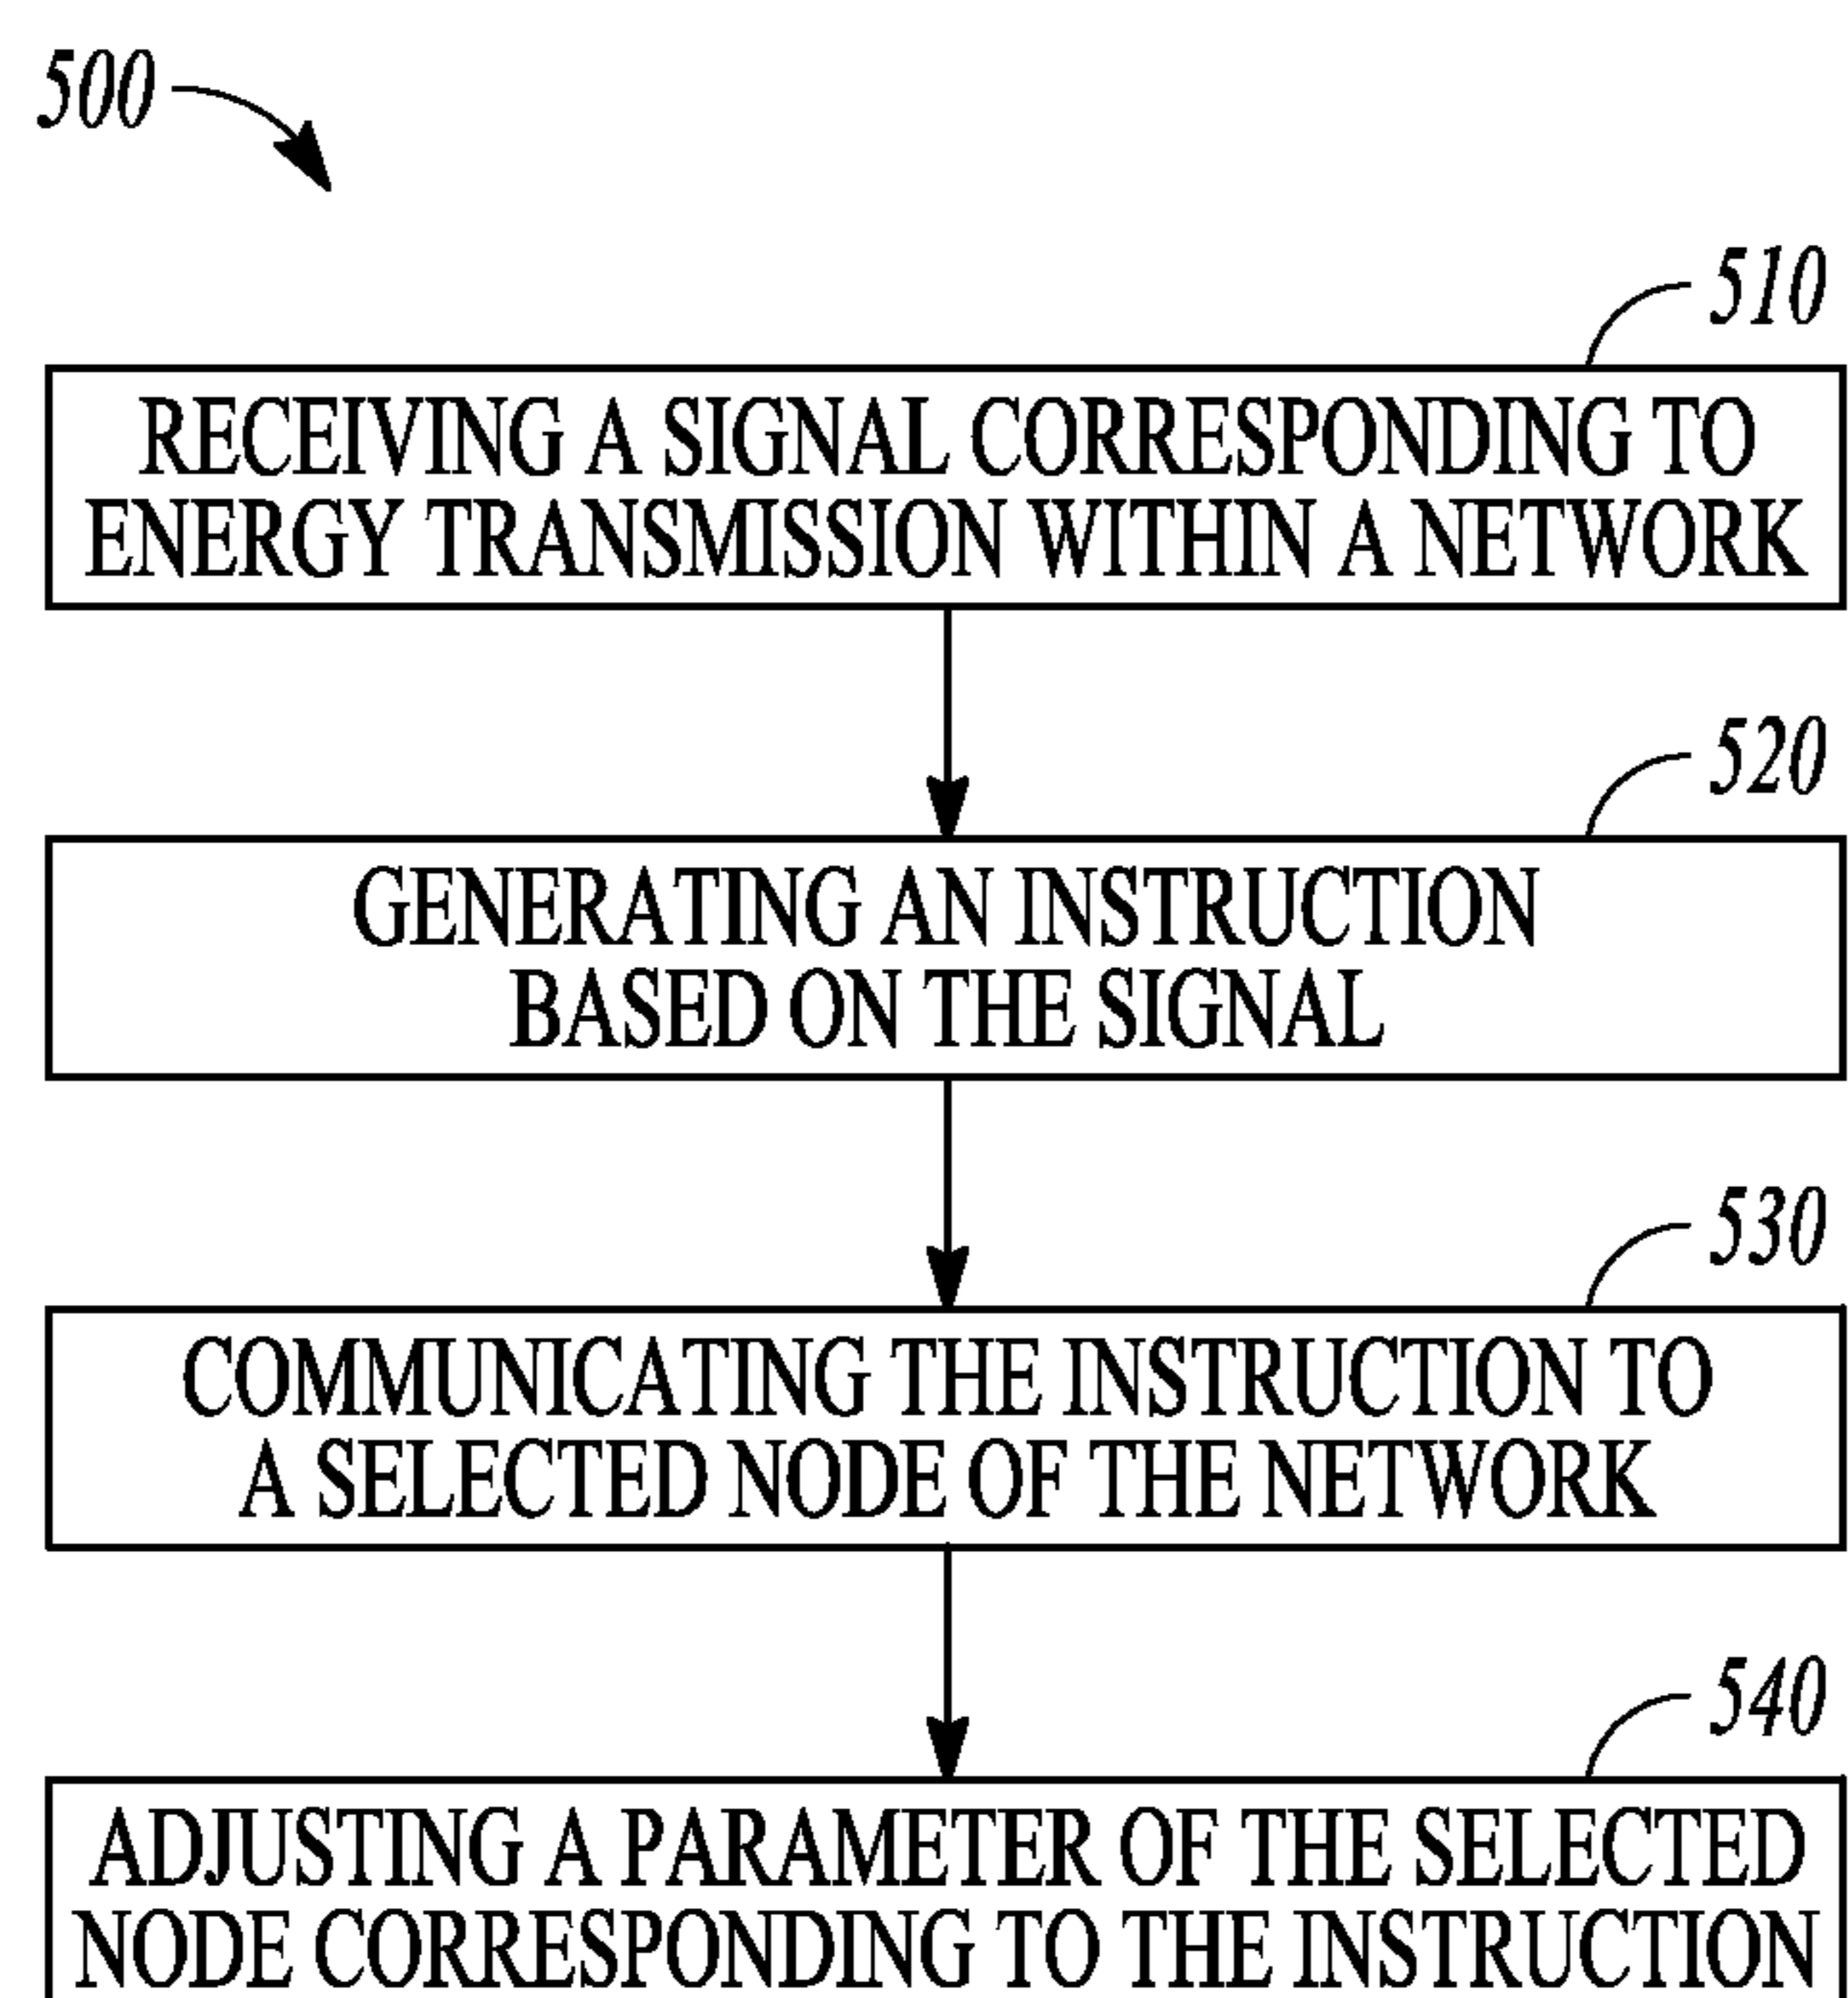 500
510
RECEIVING A SIGNAL CORRESPONDING TO
ENERGY TRANSMISSION WITHIN A NETWORK
520
GENERATING AN INSTRUCTION
BASED ON THE SIGNAL
530
COMMUNICATING THE INSTRUCTION TO
A SELECTED NODE OF THE NETWORK
540
ADJUSTING A PARAMETER OF THE SELECTED
NODE CORRESPONDING TO THE INSTRUCTION